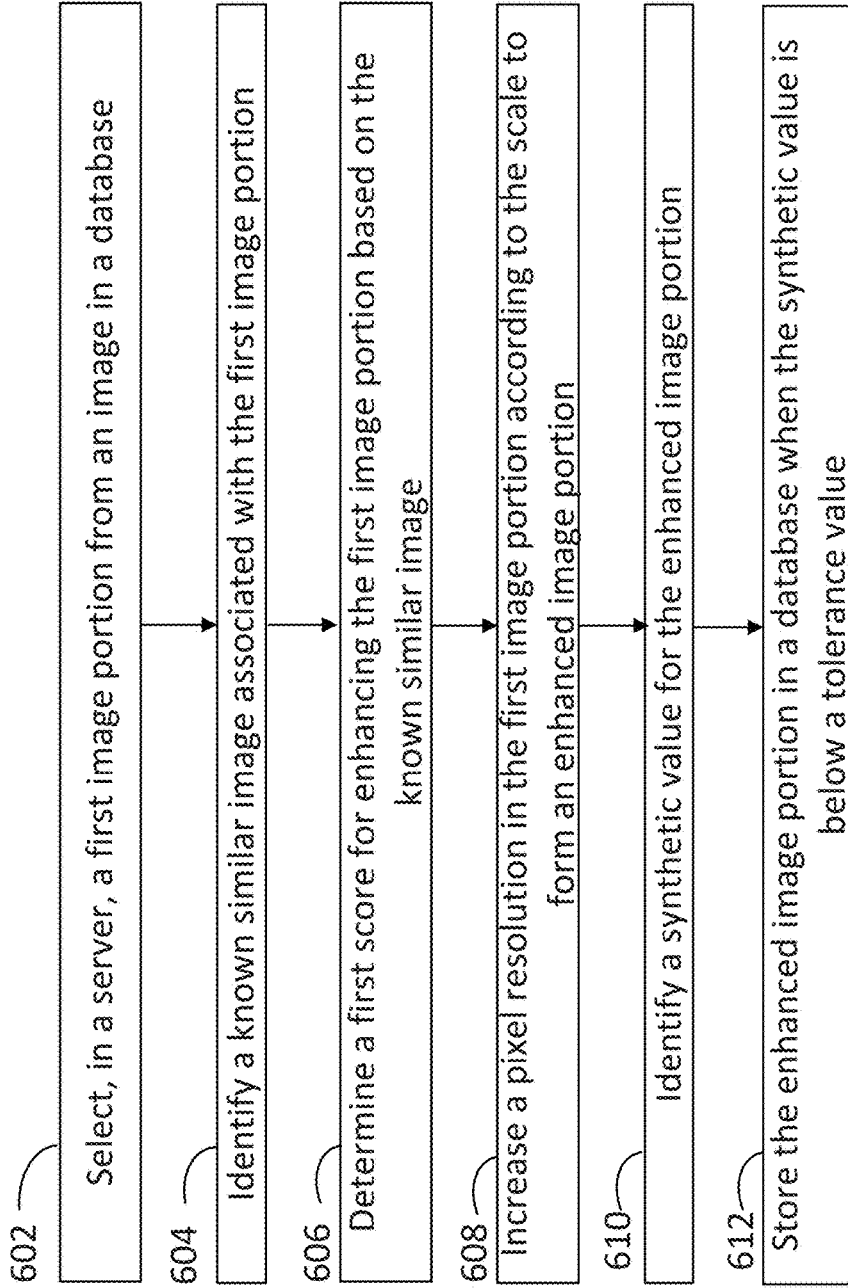 602
Select, in a server, a first image portion from an image in a database
604
Identify a known similar image associated with the first image portion
606
Determine a first score for enhancing the first image portion based on the
known similar image
608
Increase a pixel resolution in the first image portion according to the scale to
form an enhanced image portion
610
Identify a synthetic value for the enhanced image portion
612
Store the enhanced image portion in a database when the synthetic value is
below a tolerance value